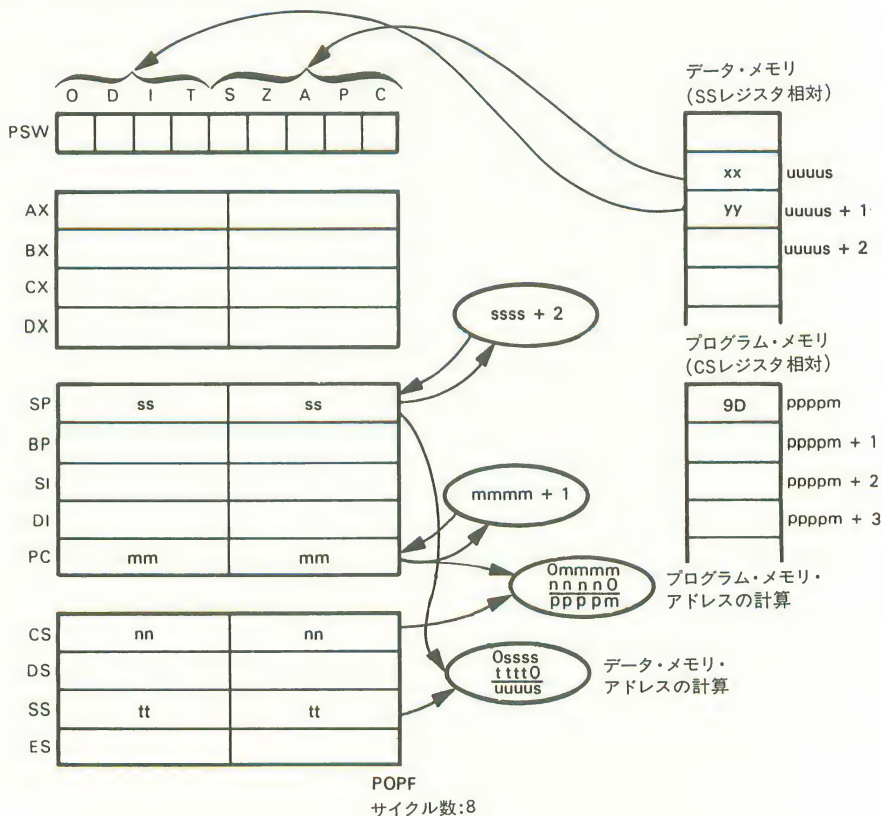 O D I T S Z A P C
PSW
AX
BX
CX
DX
SP ss ss
BP
SI
DI
PC mm mm
CS nn nn
DS
SS tt tt
ES
ssss + 2
mmmm + 1
0mmmm
nnnn0
ppppm
プログラム・メモリ・
アドレスの計算
0ssss
tttt0
uuuus
データ・メモリ・
アドレスの計算
データ・メモリ
(SSレジスタ相対)
xx uuuus
yy uuuus + 1
uuuus + 2
プログラム・メモリ
(CSレジスタ相対)
9D ppppm
ppppm + 1
ppppm + 2
ppppm + 3
POPF
サイクル数:8